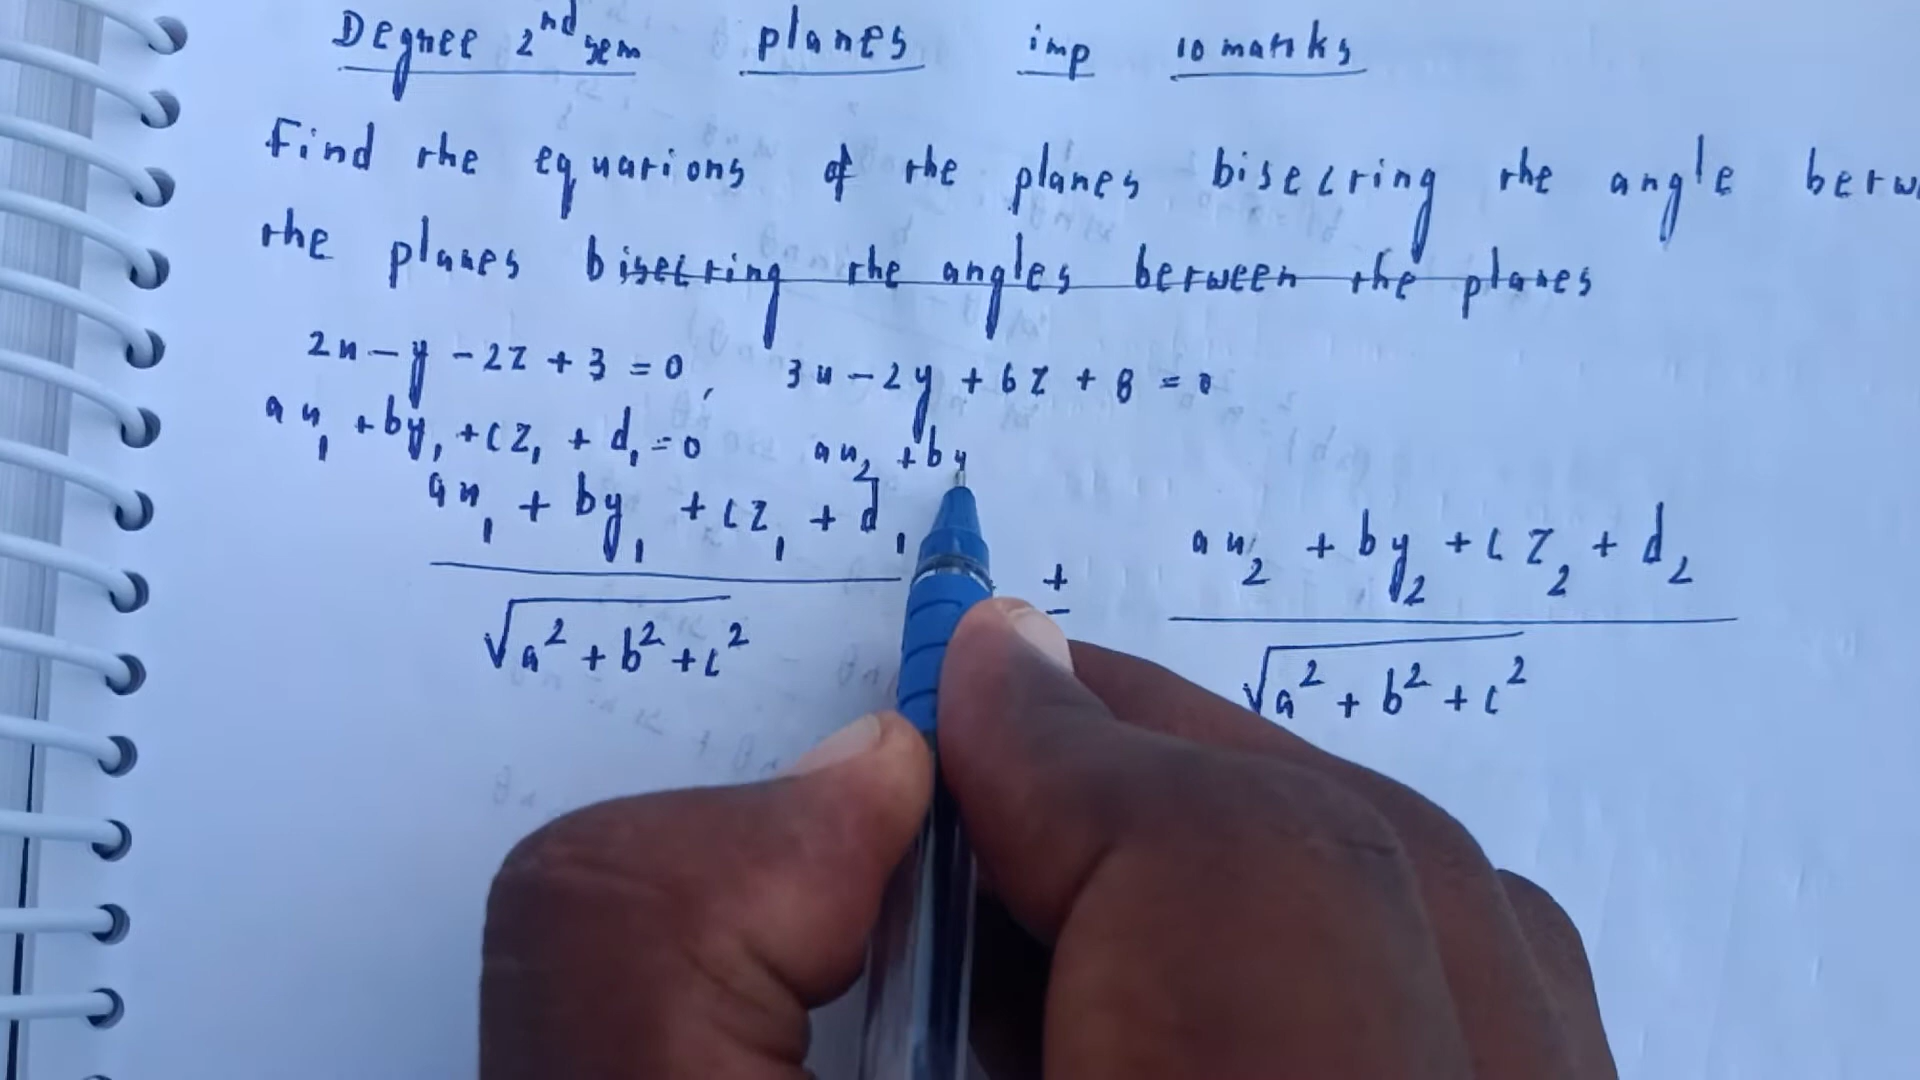 Degree 2nd sem planes imp 10 marks
Find the equations of the planes bisecting the angle betw
the planes bisecting the angles between the planes
2x - y - 2z + 3 = 0, 3x - 2y + 6z + 8 = 0
ax₁ + by₁ + cz₁ + d₁ = 0 ax₂ + by
ax₁ + by₁ + cz₁ + d₁ ± ax₂ + by₂ + cz₂ + d₂
√a² + b² + c² √a² + b² + c²